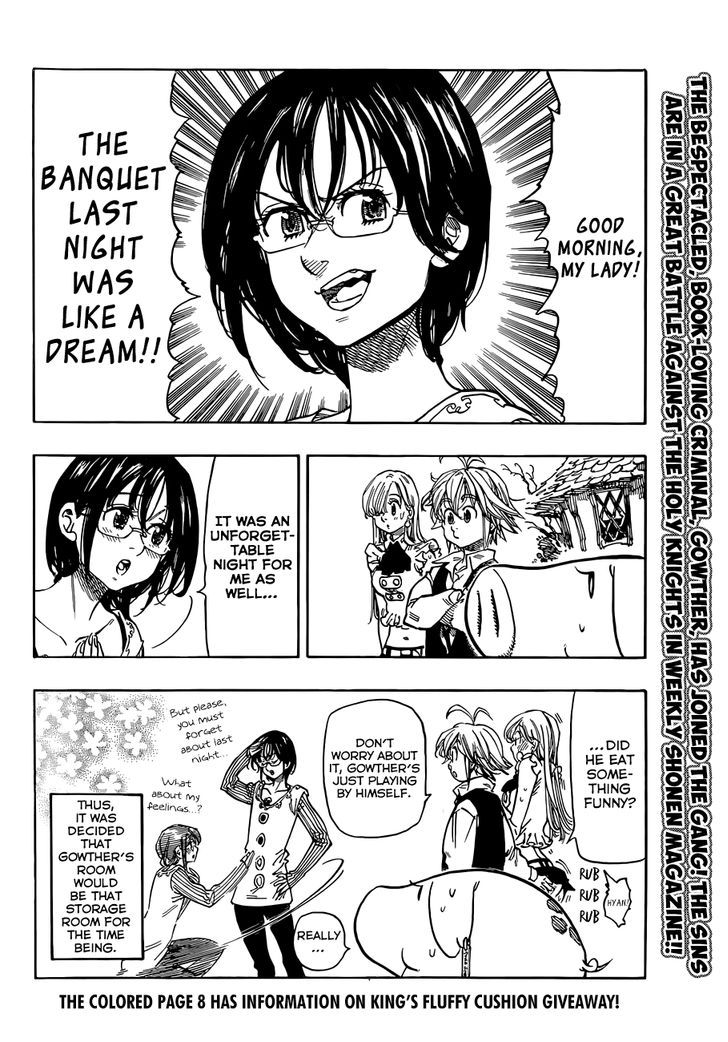 THE BESPECTACLED, BOOK-LOVING CRIMINAL, GOWTHER, HAS JOINED THE GANG! THE SINS
ARE IN A GREAT BATTLE AGAINST THE HOLY KNIGHTS IN WEEKLY SHONEN MAGAZINE!!
GOOD
MORNING,
MY LADY!
THE
BANQUET
LAST
NIGHT
WAS
LIKE A
DREAM!!
IT WAS AN
UNFORGET-
TABLE
NIGHT FOR
ME AS
WELL...
...DID
HE EAT
SOME-
THING
FUNNY?
RUB
RUB
RUB
HYAN!
DON'T
WORRY ABOUT
IT, GOWTHER'S
JUST PLAYING
BY HIMSELF.
REALLY
...
But please,
you must
forget
about last
night...
What
about my
feelings...?
THUS,
IT WAS
DECIDED
THAT
GOWTHER'S
ROOM
WOULD
BE THAT
STORAGE
ROOM FOR
THE TIME
BEING.
THE COLORED PAGE 8 HAS INFORMATION ON KING'S FLUFFY CUSHION GIVEAWAY!